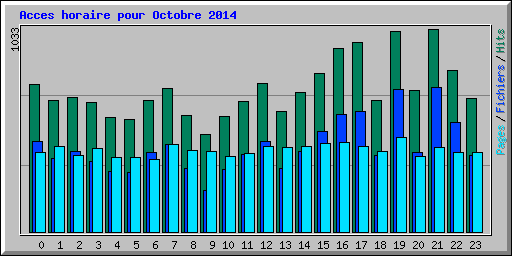 Acces horaire pour Octobre 2014
1033
Pages/Fichiers/Hits
0 1 2 3 4 5 6 7 8 9 10 11 12 13 14 15 16 17 18 19 20 21 22 23